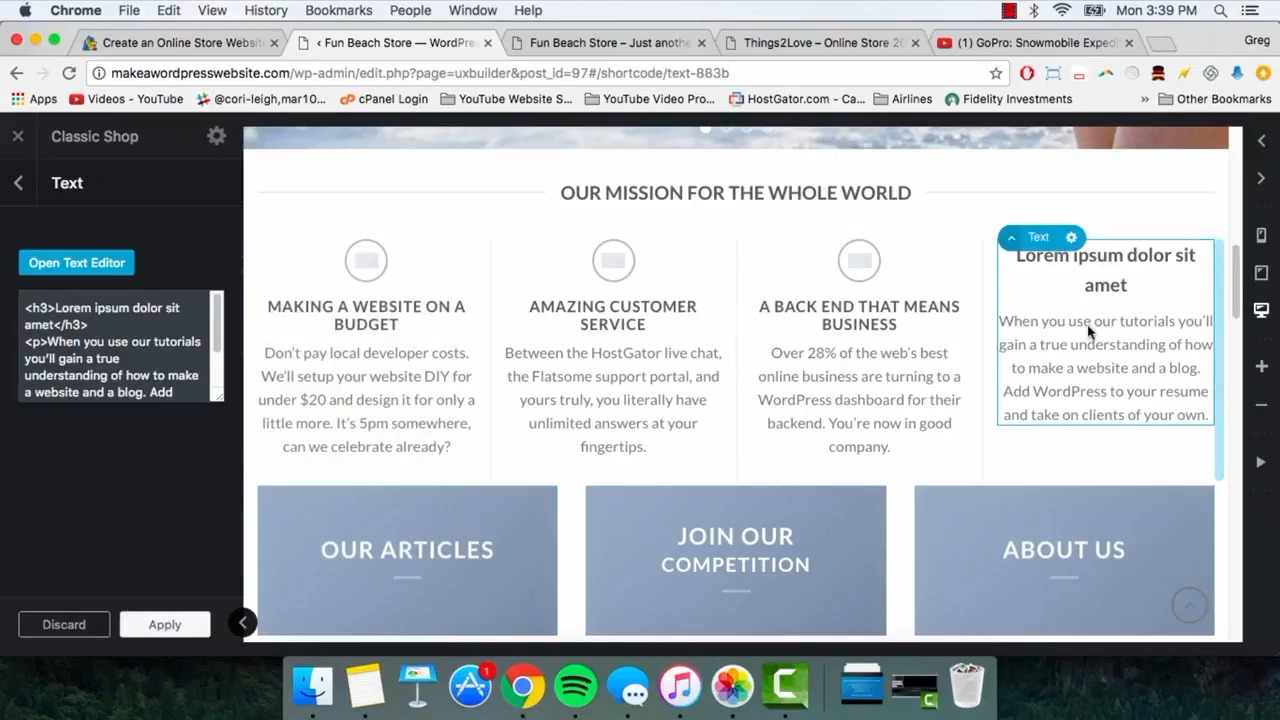 Chrome File Edit View History Bookmarks People Window Help Mon 3:39 PM
Create an Online Store Websit
‹ Fun Beach Store — WordPre
Fun Beach Store – Just anothe
Things2Love – Online Store 20
(1) GoPro: Snowmobile Exped
Greg
makeawordpresswebsite.com/wp-admin/edit.php?page=uxbuilder&post_id=97#/shortcode/text-883b
Apps Videos - YouTube @cori-leigh,mar10... cPanel Login YouTube Website S... YouTube Video Pro... HostGator.com - Ca... Airlines Fidelity Investments » Other Bookmarks
Classic Shop
Text
Open Text Editor
<h3>Lorem ipsum dolor sit
amet</h3>
<p>When you use our tutorials
you'll gain a true
understanding of how to make
a website and a blog. Add
Discard Apply
OUR MISSION FOR THE WHOLE WORLD
MAKING A WEBSITE ON A
BUDGET
Don't pay local developer costs.
We'll setup your website DIY for
under $20 and design it for only a
little more. It's 5pm somewhere,
can we celebrate already?
AMAZING CUSTOMER
SERVICE
Between the HostGator live chat,
the Flatsome support portal, and
yours truly, you literally have
unlimited answers at your
fingertips.
A BACK END THAT MEANS
BUSINESS
Over 28% of the web's best
online business are turning to a
WordPress dashboard for their
backend. You're now in good
company.
Text
Lorem ipsum dolor sit
amet
When you use our tutorials you'll
gain a true understanding of how
to make a website and a blog.
Add WordPress to your resume
and take on clients of your own.
OUR ARTICLES
JOIN OUR
COMPETITION
ABOUT US
1